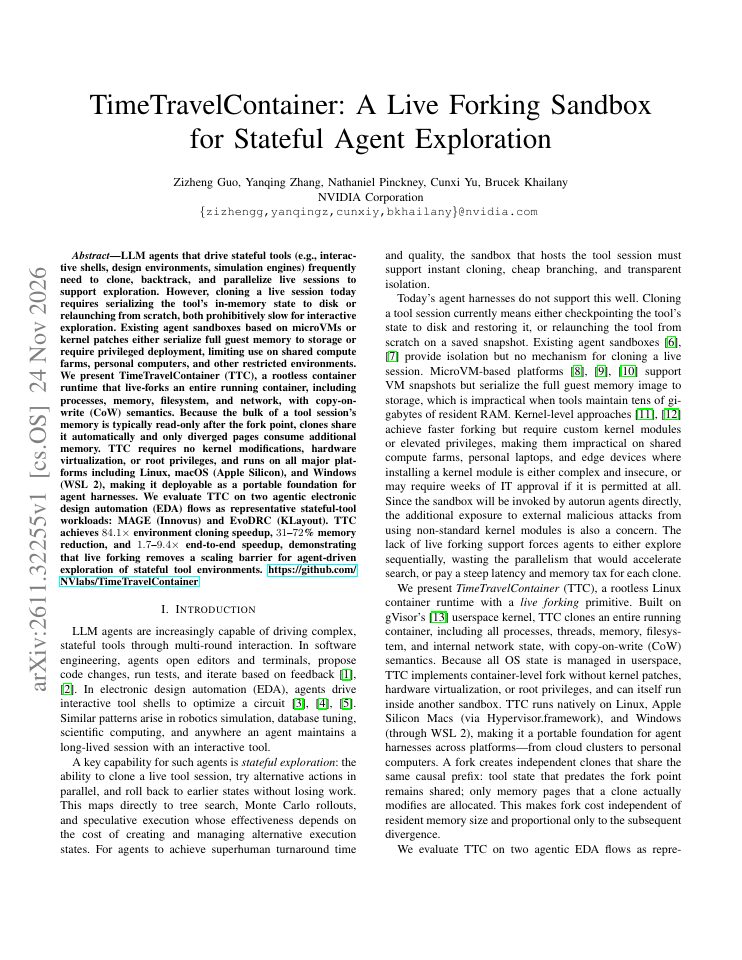 TimeTravelContainer: A Live Forking Sandbox
for Stateful Agent Exploration
Zizheng Guo, Yanqing Zhang, Nathaniel Pinckney, Cunxi Yu, Brucek Khailany
NVIDIA Corporation
{zizhengg,yanqingz,cunxiy,bkhailany}@nvidia.com
arXiv:2611.32255v1 [cs.OS] 24 Nov 2026
Abstract—LLM agents that drive stateful tools (e.g., interac-
tive shells, design environments, simulation engines) frequently
need to clone, backtrack, and parallelize live sessions to
support exploration. However, cloning a live session today
requires serializing the tool's in-memory state to disk or
relaunching from scratch, both prohibitively slow for interactive
exploration. Existing agent sandboxes based on microVMs or
kernel patches either serialize full guest memory to storage
or require privileged deployment, limiting use on shared compute
farms, personal computers, and other restricted environments.
We present TimeTravelContainer (TTC), a rootless container
runtime that live-forks an entire running container, including
processes, memory, filesystem, and network, with copy-on-
write (CoW) semantics. Because the bulk of a tool session's
memory is typically read-only after the fork point, clones share
it automatically and only diverged pages consume additional
memory. TTC requires no kernel modifications, hardware
virtualization, or root privileges, and runs on all major plat-
forms including Linux, macOS (Apple Silicon), and Windows
(WSL 2), making it deployable as a portable foundation for
agent harnesses. We evaluate TTC on two agentic electronic
design automation (EDA) flows as representative stateful-tool
workloads: MAGE (Innovus) and EvoDRC (KLayout). TTC
achieves 84.1× environment cloning speedup, 31–72% memory
reduction, and 1.7–9.4× end-to-end speedup, demonstrating
that live forking removes a scaling barrier for agent-driven
exploration of stateful tool environments. https://github.com/
NVlabs/TimeTravelContainer
I. INTRODUCTION
LLM agents are increasingly capable of driving complex,
stateful tools through multi-round interaction. In software
engineering, agents open editors and terminals, propose
code changes, run tests, and iterate based on feedback [1],
[2]. In electronic design automation (EDA), agents drive
interactive tool shells to optimize a circuit [3], [4], [5].
Similar patterns arise in robotics simulation, database tuning,
scientific computing, and anywhere an agent maintains a
long-lived session with an interactive tool.
A key capability for such agents is stateful exploration: the
ability to clone a live tool session, try alternative actions in
parallel, and roll back to earlier states without losing work.
This maps directly to tree search, Monte Carlo rollouts,
and speculative execution whose effectiveness depends on
the cost of creating and managing alternative execution
states. For agents to achieve superhuman turnaround time
and quality, the sandbox that hosts the tool session must
support instant cloning, cheap branching, and transparent
isolation.
Today's agent harnesses do not support this well. Cloning
a tool session currently means either checkpointing the tool's
state to disk and restoring it, or relaunching the tool from
scratch on a saved snapshot. Existing agent sandboxes [6],
[7] provide isolation but no mechanism for cloning a live
session. MicroVM-based platforms [8], [9], [10] support
VM snapshots but serialize the full guest memory image to
storage, which is impractical when tools maintain tens of gi-
gabytes of resident RAM. Kernel-level approaches [11], [12]
achieve faster forking but require custom kernel modules
or elevated privileges, making them impractical on shared
compute farms, personal laptops, and edge devices where
installing a kernel module is either complex and insecure, or
may require weeks of IT approval if it is permitted at all.
Since the sandbox will be invoked by autorun agents directly,
the additional exposure to external malicious attacks from
using non-standard kernel modules is also a concern. The
lack of live forking support forces agents to either explore
sequentially, wasting the parallelism that would accelerate
search, or pay a steep latency and memory tax for each clone.
We present TimeTravelContainer (TTC), a rootless Linux
container runtime with a live forking primitive. Built on
gVisor's [13] userspace kernel, TTC clones an entire running
container, including all processes, threads, memory, filesys-
tem, and internal network state, with copy-on-write (CoW)
semantics. Because all OS state is managed in userspace,
TTC implements container-level fork without kernel patches,
hardware virtualization, or root privileges, and can itself run
inside another sandbox. TTC runs natively on Linux, Apple
Silicon Macs (via Hypervisor.framework), and Windows
(through WSL 2), making it a portable foundation for agent
harnesses across platforms—from cloud clusters to personal
computers. A fork creates independent clones that share the
same causal prefix: tool state that predates the fork point
remains shared; only memory pages that a clone actually
modifies are allocated. This makes fork cost independent of
resident memory size and proportional only to the subsequent
divergence.
We evaluate TTC on two agentic EDA flows as repre-